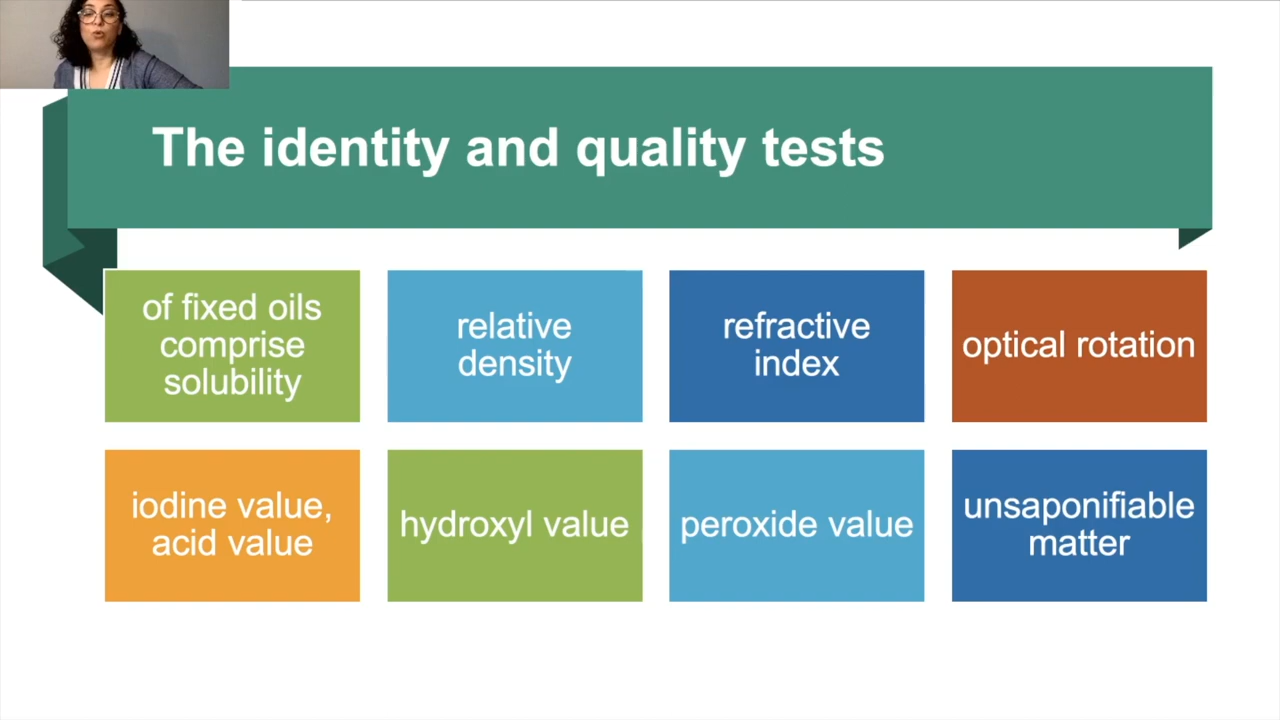 The identity and quality tests
of fixed oils
comprise
solubility
relative
density
refractive
index
optical rotation
iodine value,
acid value
hydroxyl value
peroxide value
unsaponifiable
matter